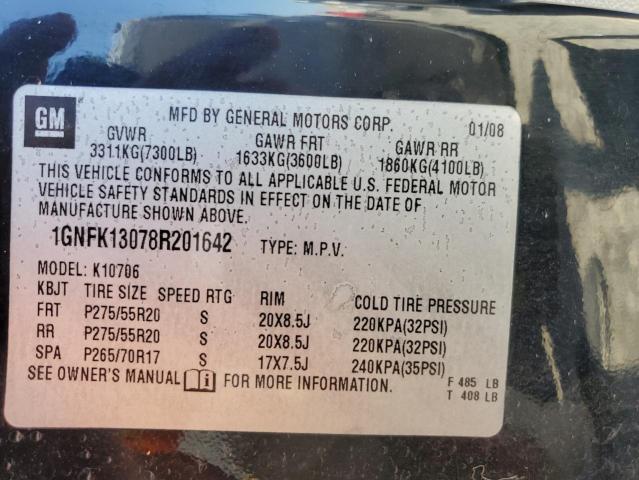 GM
MFD BY GENERAL MOTORS CORP. 01/08
GVWR GAWR FRT GAWR RR
3311KG(7300LB) 1633KG(3600LB) 1860KG(4100LB)
THIS VEHICLE CONFORMS TO ALL APPLICABLE U.S. FEDERAL MOTOR
VEHICLE SAFETY STANDARDS IN EFFECT ON THE DATE OF
MANUFACTURE SHOWN ABOVE.
1GNFK13078R201642 TYPE: M.P.V.
MODEL: K10706
KBJT TIRE SIZE SPEED RTG RIM COLD TIRE PRESSURE
FRT P275/55R20 S 20X8.5J 220KPA(32PSI)
RR P275/55R20 S 20X8.5J 220KPA(32PSI)
SPA P265/70R17 S 17X7.5J 240KPA(35PSI)
SEE OWNER'S MANUAL FOR MORE INFORMATION.
F 485 LB
T 408 LB